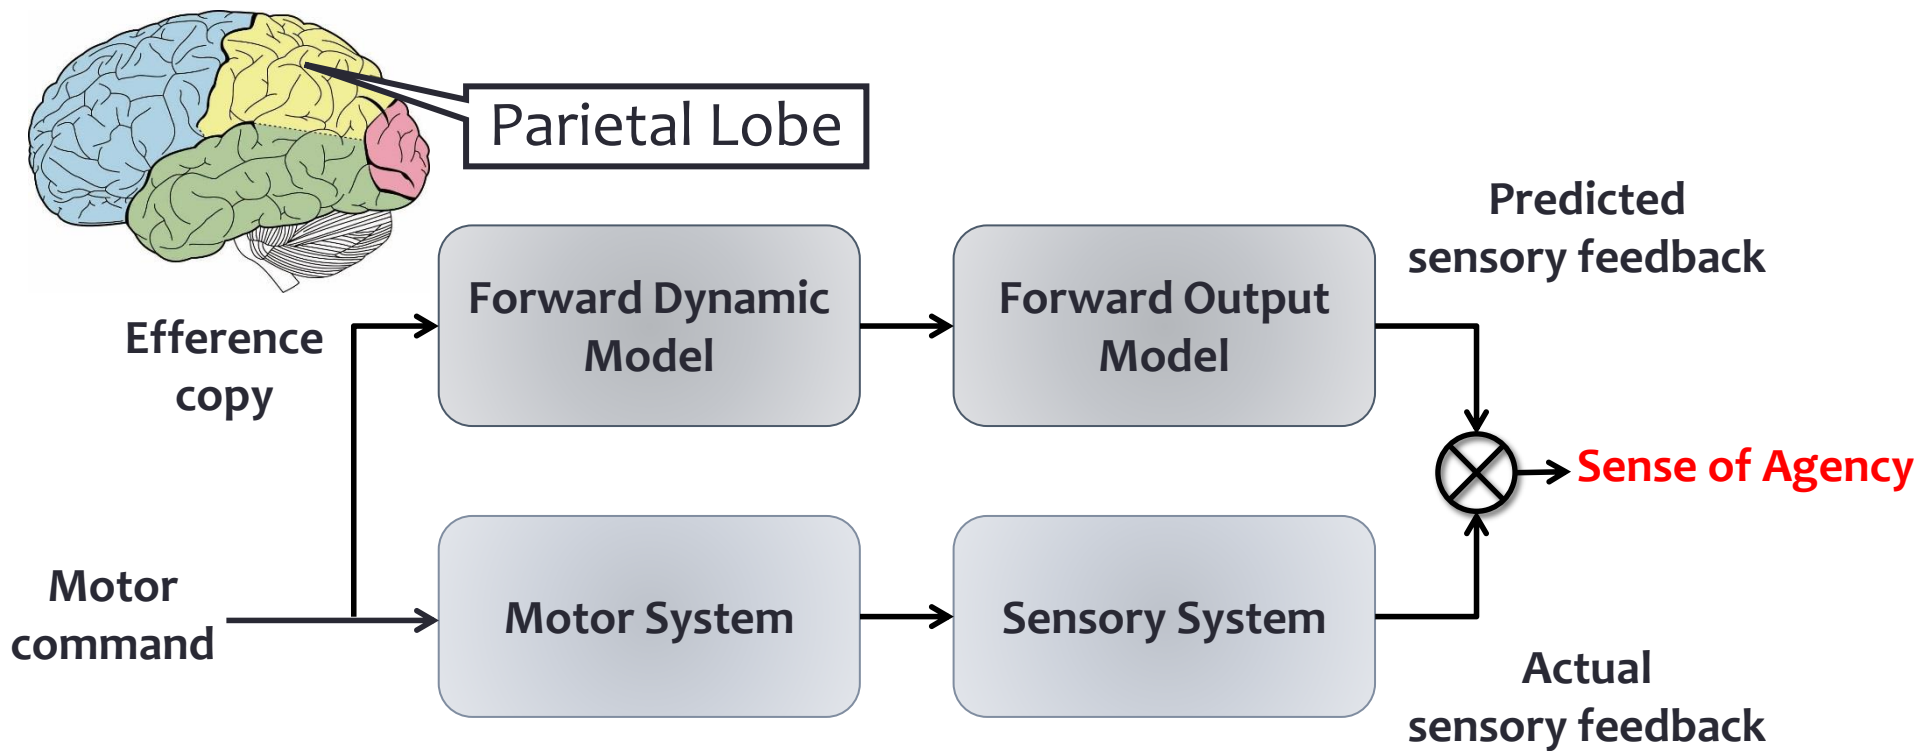 Parietal Lobe
Predicted
sensory feedback
Forward Dynamic
Model
Forward Output
Model
Efference
copy
Sense of Agency
Motor
command
Motor System
Sensory System
Actual
sensory feedback